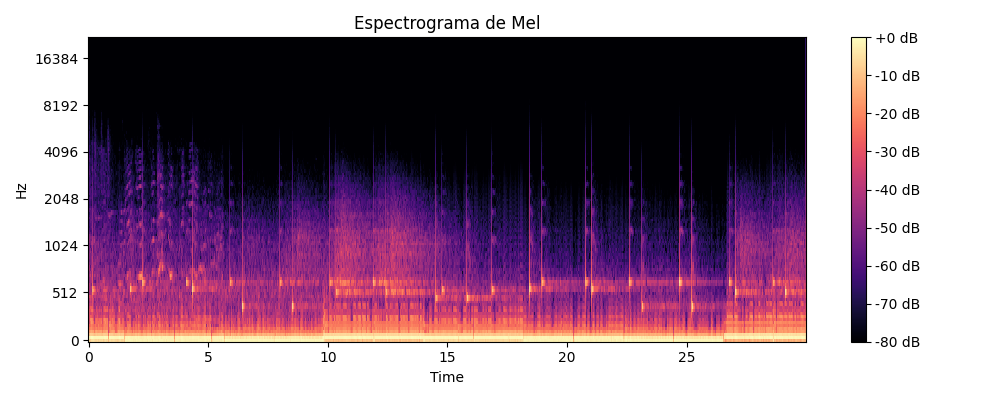 Espectrograma de Mel
Hz
16384
8192
4096
2048
1024
512
0
0 5 10 15 20 25
Time
+0 dB
-10 dB
-20 dB
-30 dB
-40 dB
-50 dB
-60 dB
-70 dB
-80 dB